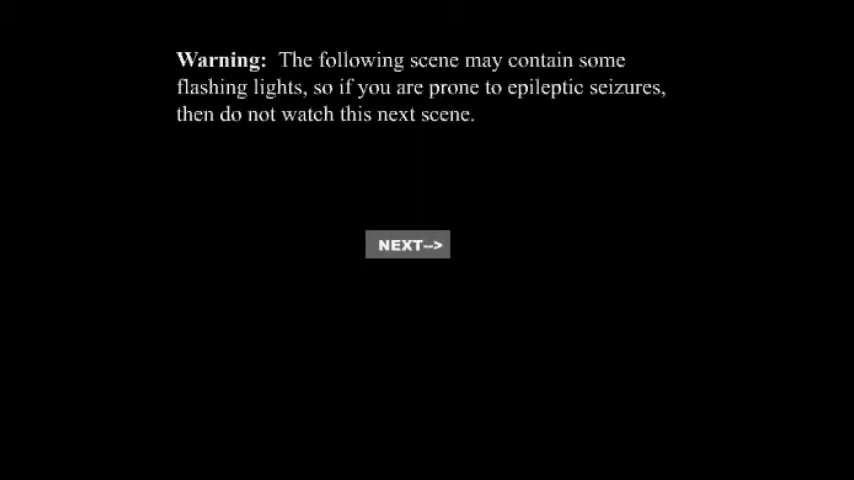 Warning: The following scene may contain some
flashing lights, so if you are prone to epileptic seizures,
then do not watch this next scene.
NEXT-->